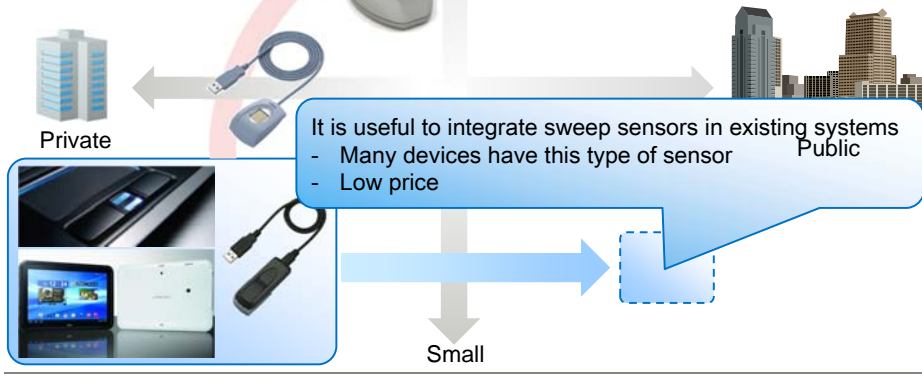 Private
It is useful to integrate sweep sensors in existing systems
- Many devices have this type of sensor
Public
- Low price
Small